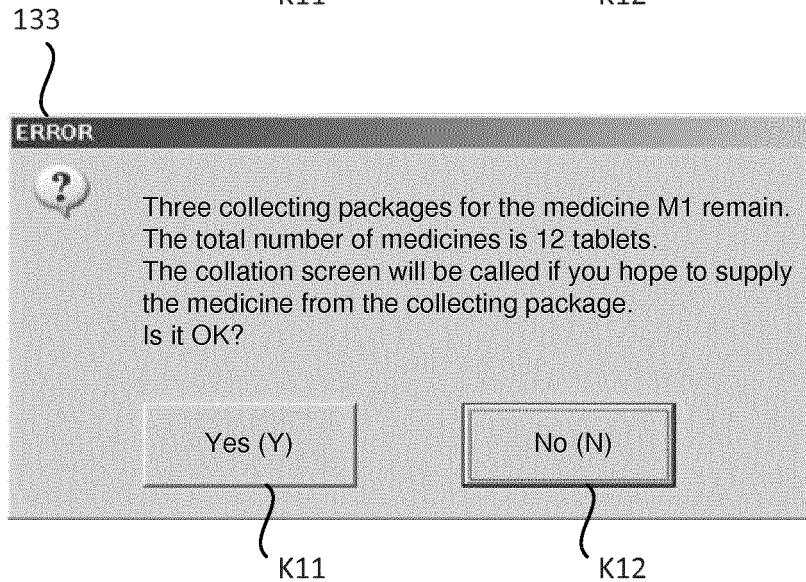 K11 K12
133
ERROR
?
Three collecting packages for the medicine M1 remain.
The total number of medicines is 12 tablets.
The collation screen will be called if you hope to supply
the medicine from the collecting package.
Is it OK?
Yes (Y) No (N)
K11 K12